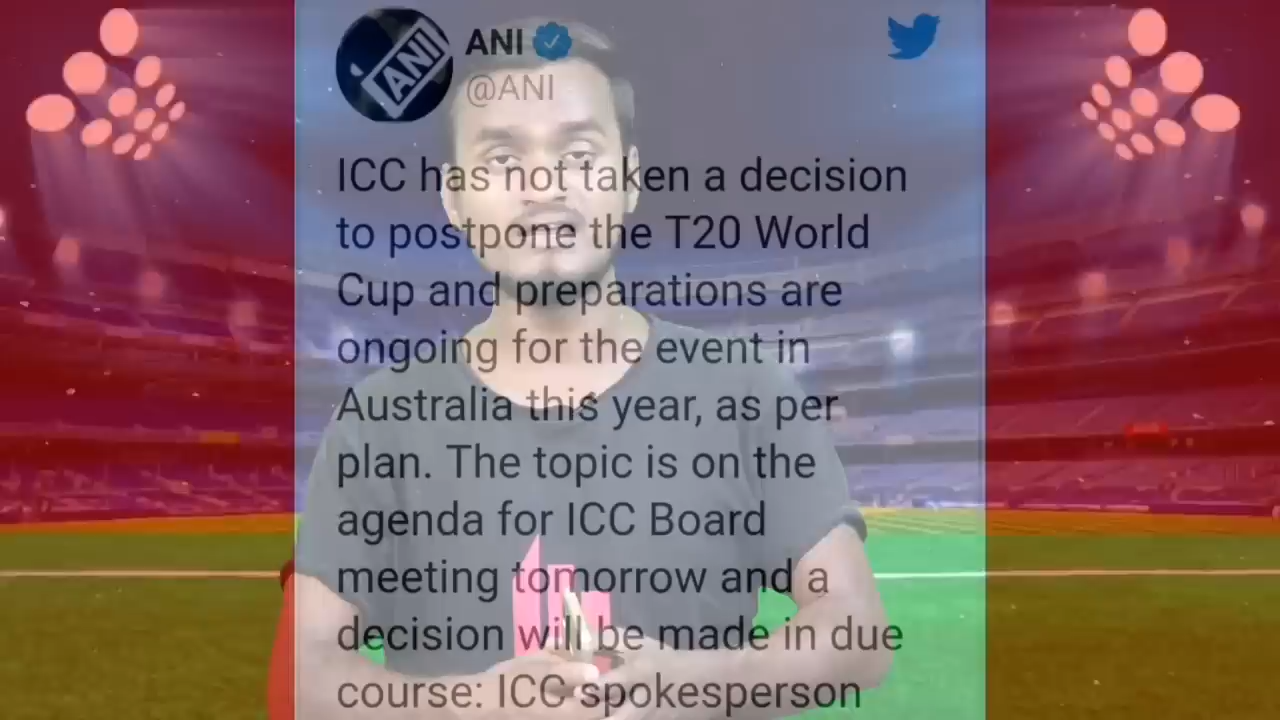 ANI
ANI
@ANI
ICC has not taken a decision
to postpone the T20 World
Cup and preparations are
ongoing for the event in
Australia this year, as per
plan. The topic is on the
agenda for ICC Board
meeting tomorrow and a
decision will be made in due
course: ICC spokesperson